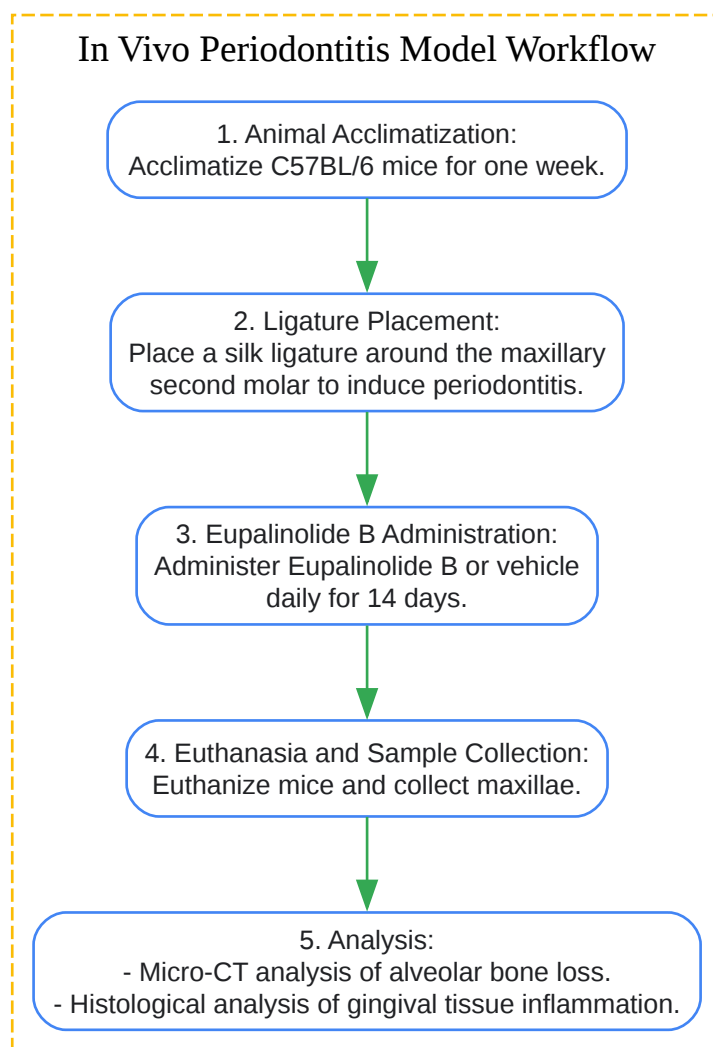 In Vivo Periodontitis Model Workflow
1. Animal Acclimatization:
Acclimatize C57BL/6 mice for one week.
2. Ligature Placement:
Place a silk ligature around the maxillary
second molar to induce periodontitis.
3. Eupalinolide B Administration:
Administer Eupalinolide B or vehicle
daily for 14 days.
4. Euthanasia and Sample Collection:
Euthanize mice and collect maxillae.
5. Analysis:
- Micro-CT analysis of alveolar bone loss.
- Histological analysis of gingival tissue inflammation.